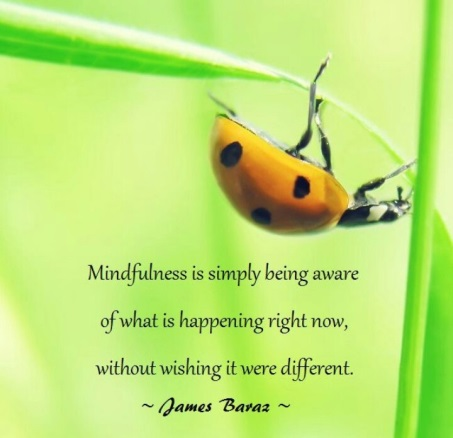 Mindfulness is simply being aware
of what is happening right now,
without wishing it were different.
~ James Baraz ~